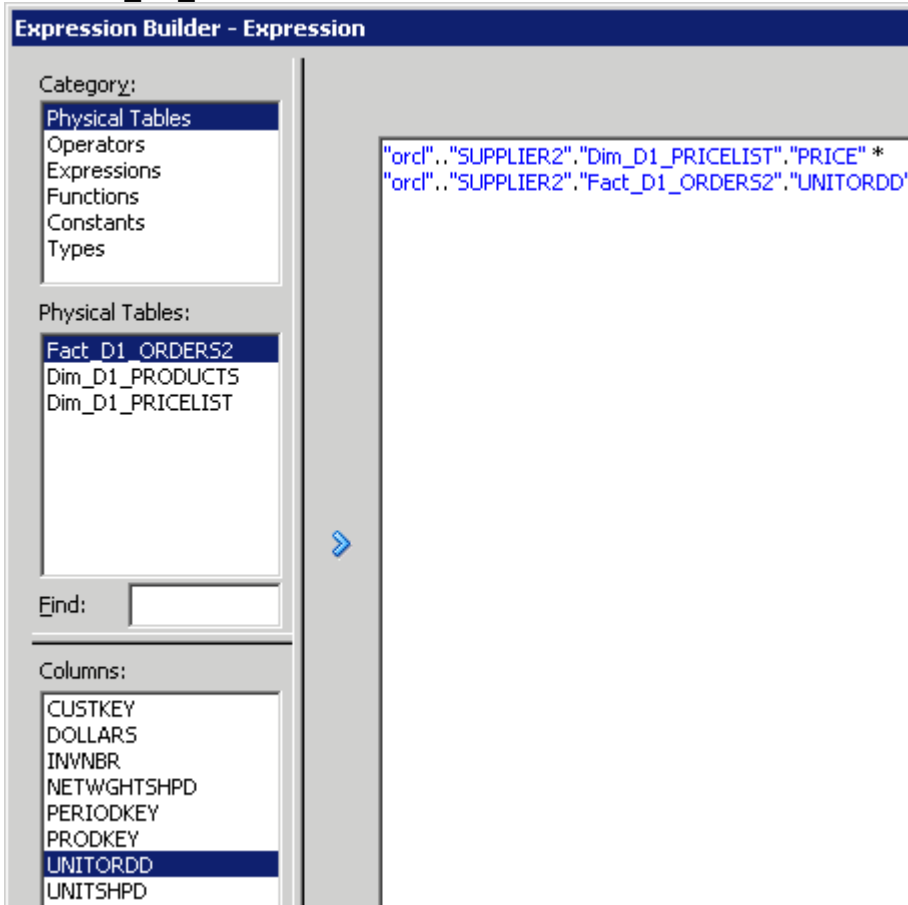 Expression Builder - Expression
Category:
Physical Tables
Operators
Expressions
Functions
Constants
Types
"orcl".."SUPPLIER2"."Dim_D1_PRICELIST"."PRICE" *
"orcl".."SUPPLIER2"."Fact_D1_ORDERS2"."UNITORDD"
Physical Tables:
Fact_D1_ORDERS2
Dim_D1_PRODUCTS
Dim_D1_PRICELIST
Find:
Columns:
CUSTKEY
DOLLARS
INVNBR
NETWGHTSHPD
PERIODKEY
PRODKEY
UNITORDD
UNITSHPD